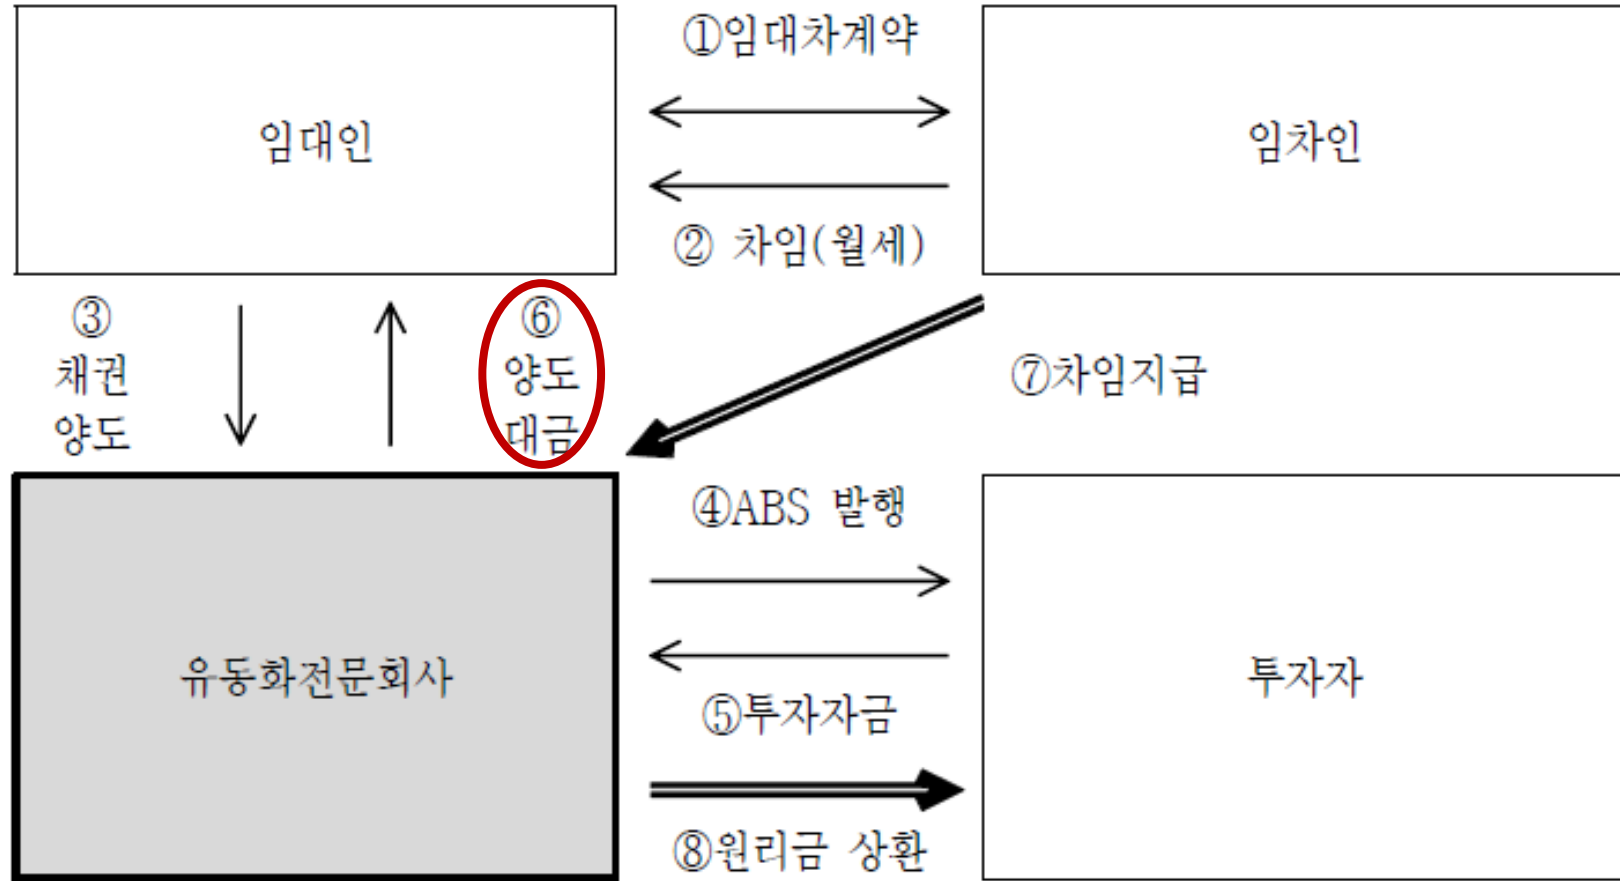 ①임대차계약
임대인
임차인
② 차임(월세)
③
채권
양도
⑥
양도
대금
⑦차임지급
④ABS 발행
유동화전문회사
투자자
⑤투자자금
⑧원리금 상환